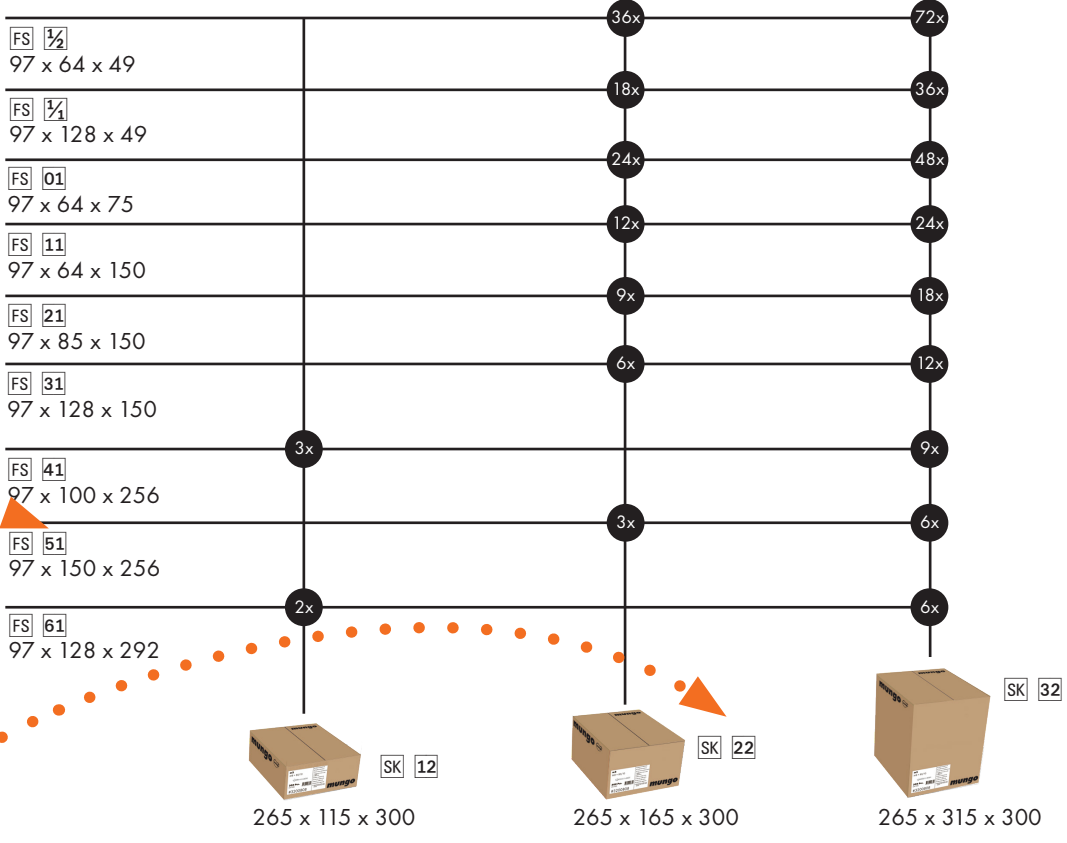 36x 72x
FS 1/2
97 x 64 x 49
18x 36x
FS 1/1
97 x 128 x 49
24x 48x
FS 01
97 x 64 x 75
12x 24x
FS 11
97 x 64 x 150
9x 18x
FS 21
97 x 85 x 150
6x 12x
FS 31
97 x 128 x 150
3x 9x
FS 41
97 x 100 x 256
3x 6x
FS 51
97 x 150 x 256
2x 6x
FS 61
97 x 128 x 292
mungo
mungo
SK 12
mungo
mungo
SK 22
mungo
mungo
SK 32
265 x 115 x 300
265 x 165 x 300
265 x 315 x 300